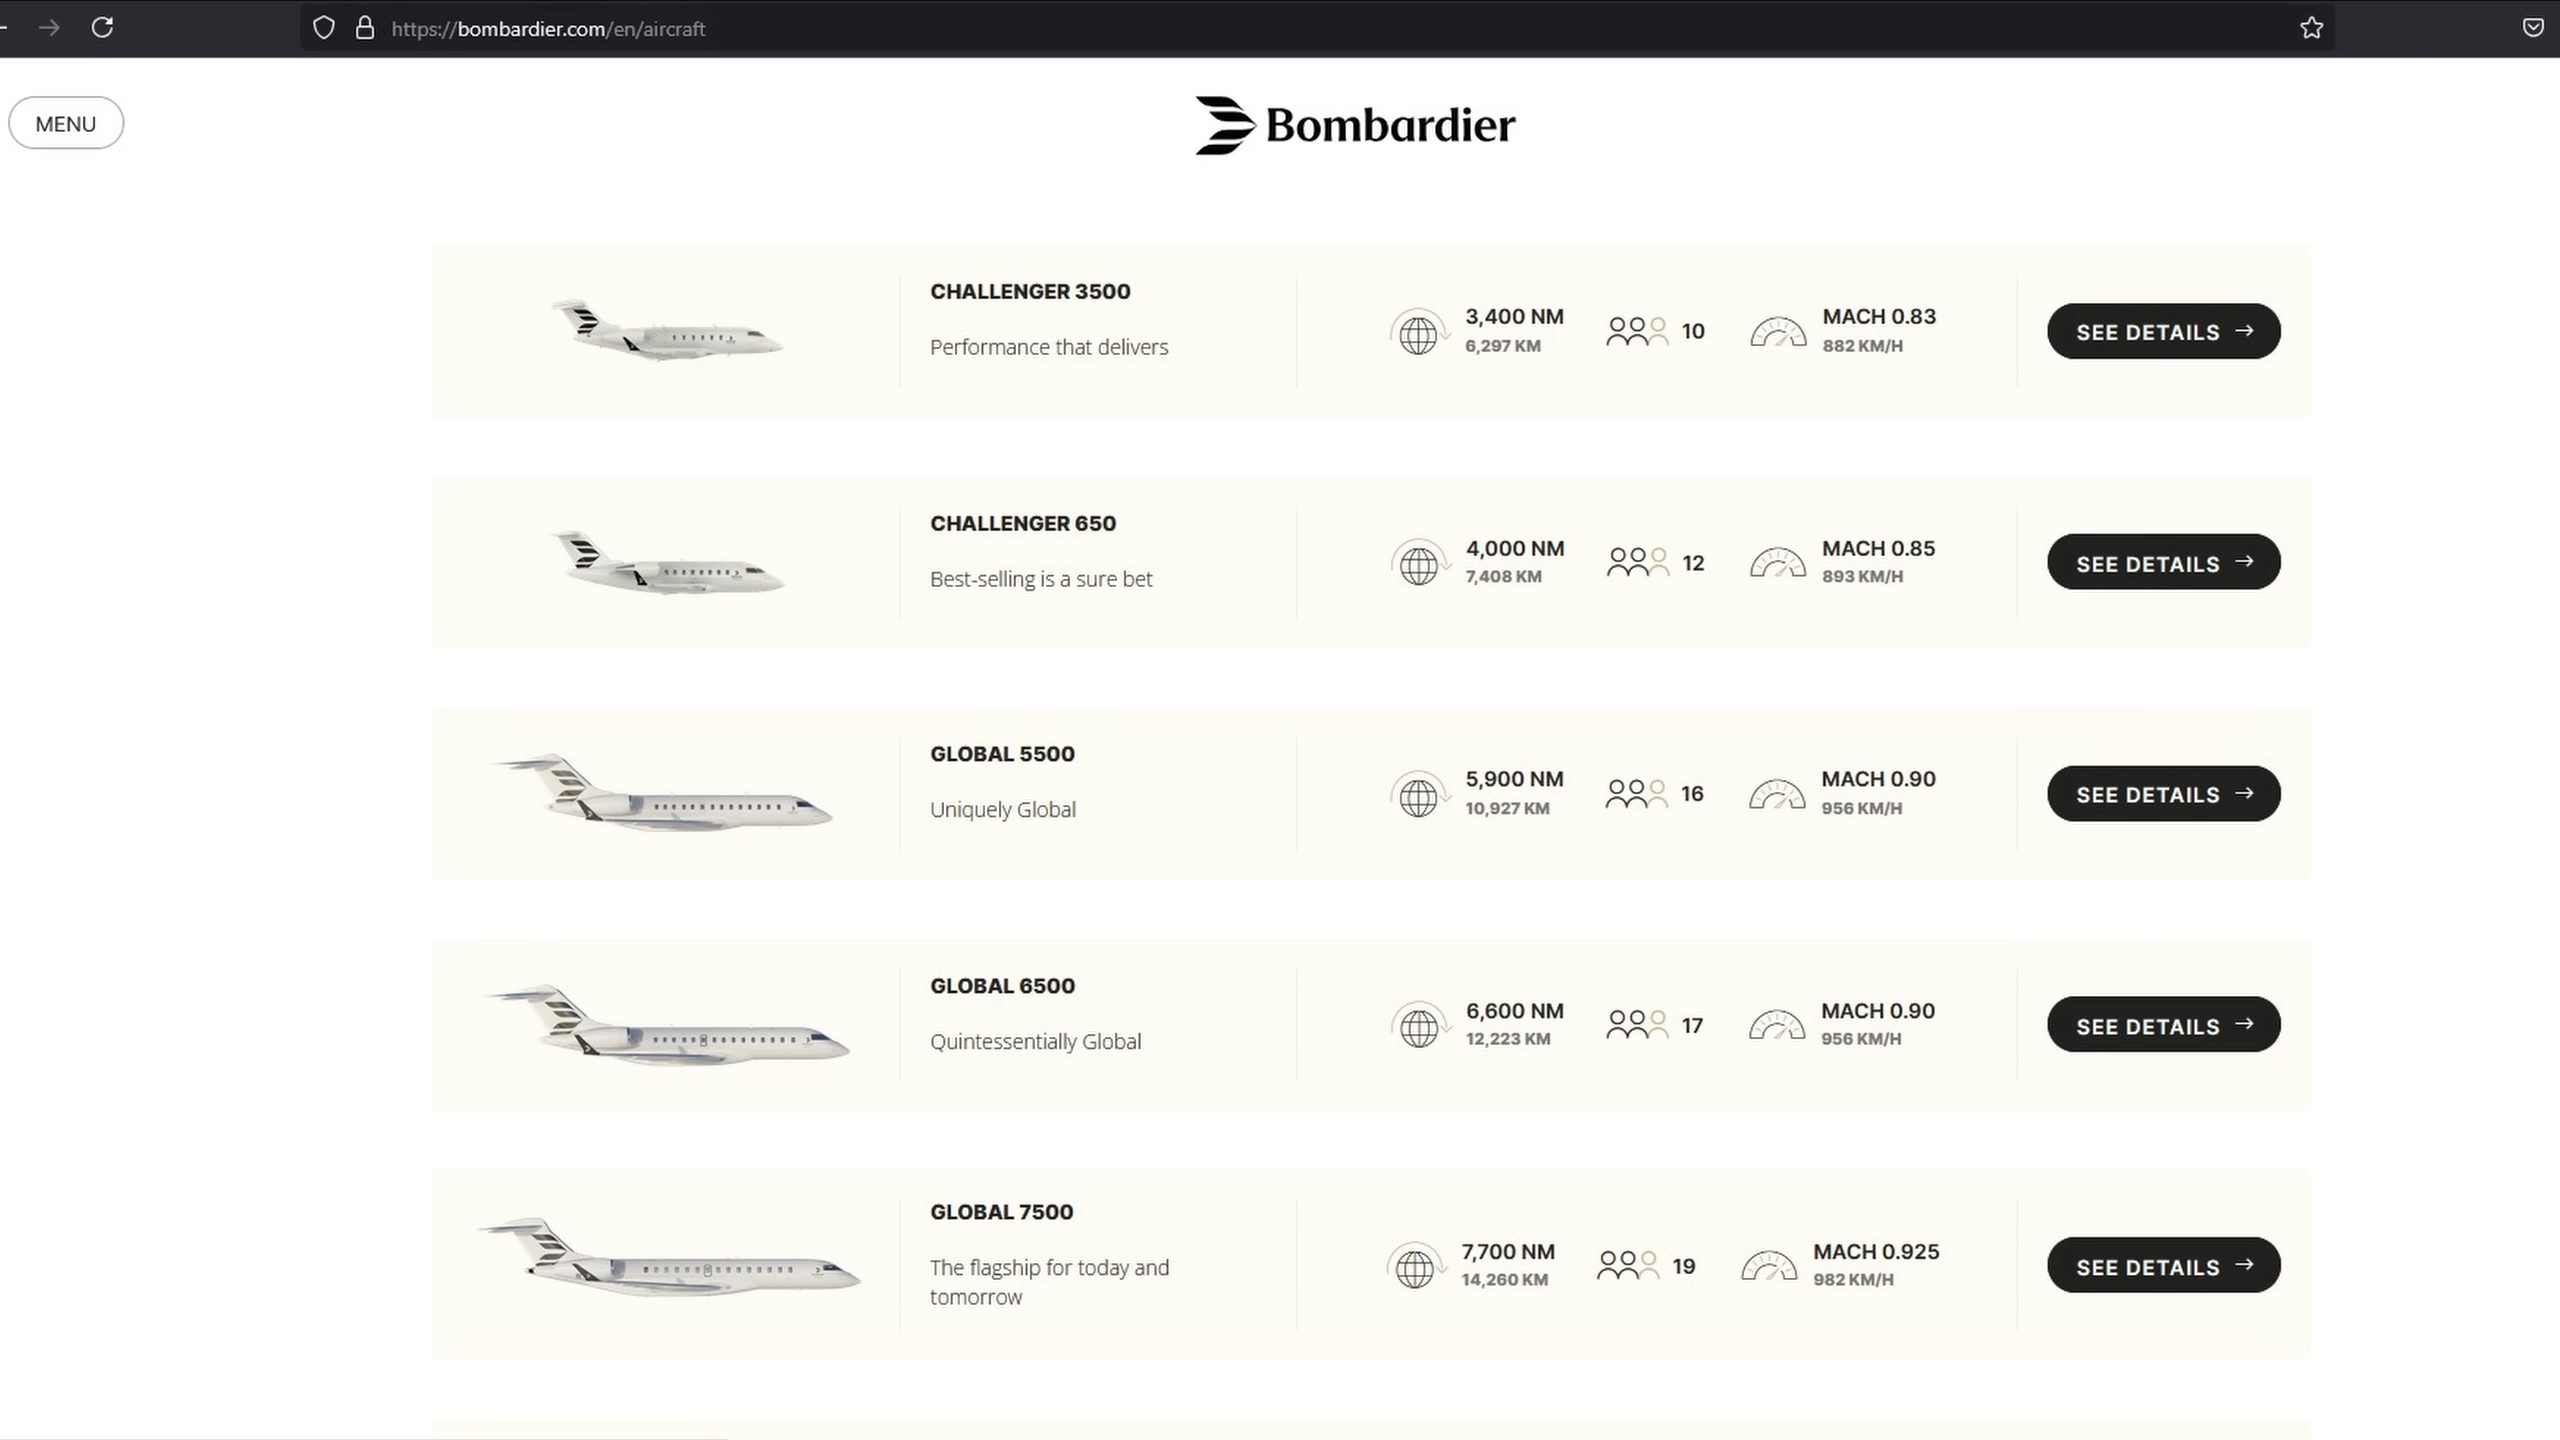 https://bombardier.com/en/aircraft
MENU
Bombardier
CHALLENGER 3500
Performance that delivers
3,400 NM
6,297 KM
10
MACH 0.83
882 KM/H
SEE DETAILS →
CHALLENGER 650
Best-selling is a sure bet
4,000 NM
7,408 KM
12
MACH 0.85
893 KM/H
SEE DETAILS →
GLOBAL 5500
Uniquely Global
5,900 NM
10,927 KM
16
MACH 0.90
956 KM/H
SEE DETAILS →
GLOBAL 6500
Quintessentially Global
6,600 NM
12,223 KM
17
MACH 0.90
956 KM/H
SEE DETAILS →
GLOBAL 7500
The flagship for today and
tomorrow
7,700 NM
14,260 KM
19
MACH 0.925
982 KM/H
SEE DETAILS →